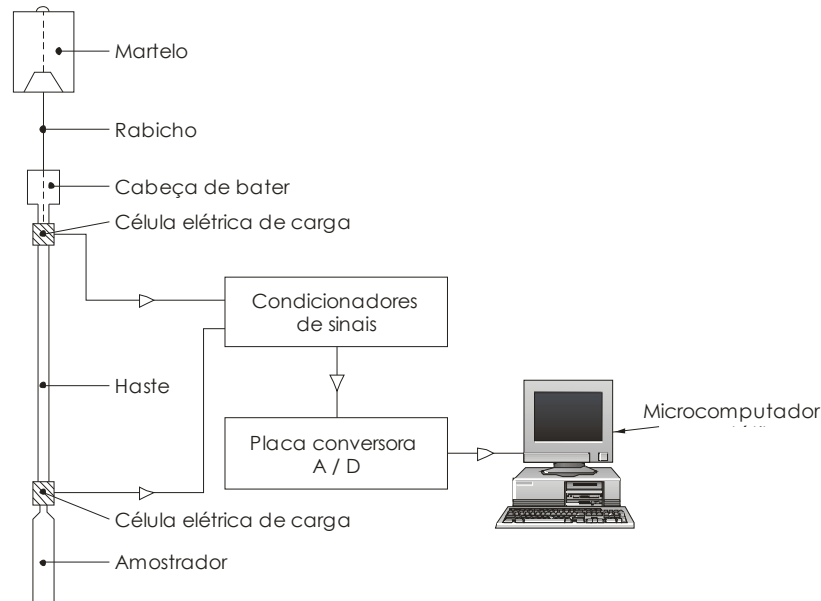 Martelo
Rabicho
Cabeça de bater
Célula elétrica de carga
Condicionadores
de sinais
Haste
Microcomputador
Placa conversora
A / D
Célula elétrica de carga
Amostrador